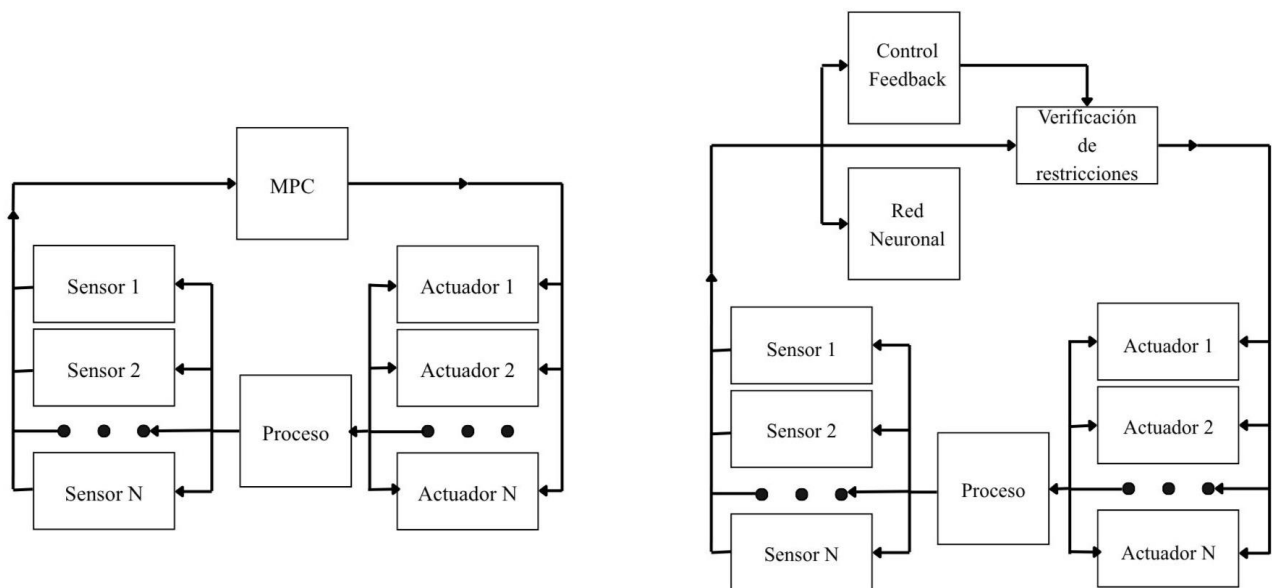 MPC
Sensor 1
Sensor 2
Sensor N
Proceso
Actuador 1
Actuador 2
Actuador N
Control
Feedback
Verificación
de
restricciones
Red
Neuronal
Sensor 1
Sensor 2
Sensor N
Proceso
Actuador 1
Actuador 2
Actuador N